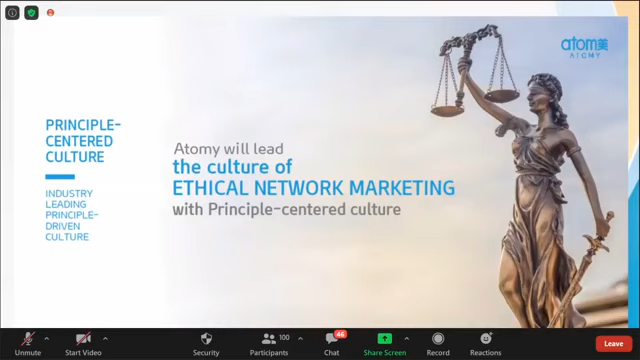 atom美
ATOMY
PRINCIPLE-
CENTERED
CULTURE
INDUSTRY
LEADING
PRINCIPLE-
DRIVEN
CULTURE
Atomy will lead
the culture of
ETHICAL NETWORK MARKETING
with Principle-centered culture
Unmute
Start Video
Security
100
Participants
46
Chat
Share Screen
Record
Reactions
Leave